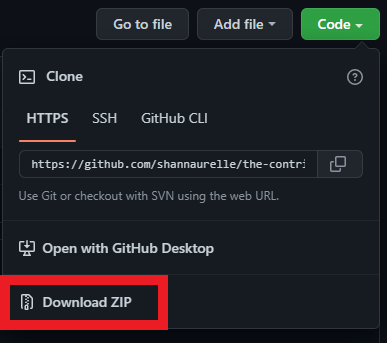 Go to file Add file Code
Clone
HTTPS SSH GitHub CLI
https://github.com/shannaurelle/the-contri
Use Git or checkout with SVN using the web URL.
Open with GitHub Desktop
Download ZIP